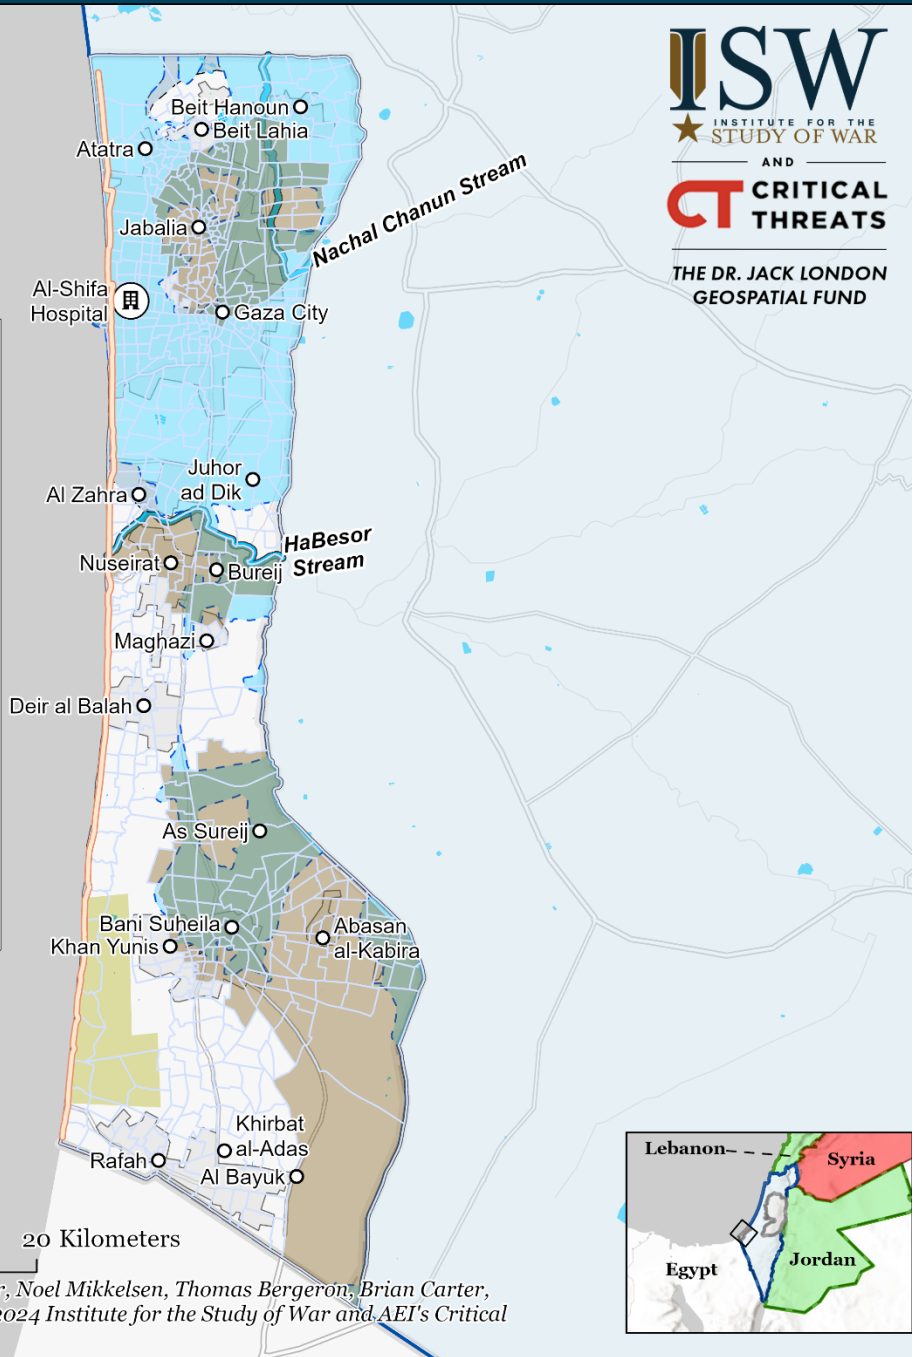 ISW
INSTITUTE FOR THE
STUDY OF WAR
AND
CT CRITICAL
THREATS
THE DR. JACK LONDON
GEOSPATIAL FUND
Beit Hanoun
Beit Lahia
Atatra
Nachal Chanun Stream
Jabalia
Al-Shifa
Hospital
Gaza City
Juhor
ad Dik
Al Zahra
HaBesor
Stream
Nuseirat
Bureij
Maghazi
Deir al Balah
As Sureij
Bani Suheila
Abasan
al-Kabira
Khan Yunis
Khirbat
al-Adas
Rafah
Al Bayuk
Lebanon
Syria
Egypt
Jordan
20 Kilometers
r, Noel Mikkelsen, Thomas Bergeron, Brian Carter,
2024 Institute for the Study of War and AEI's Critical